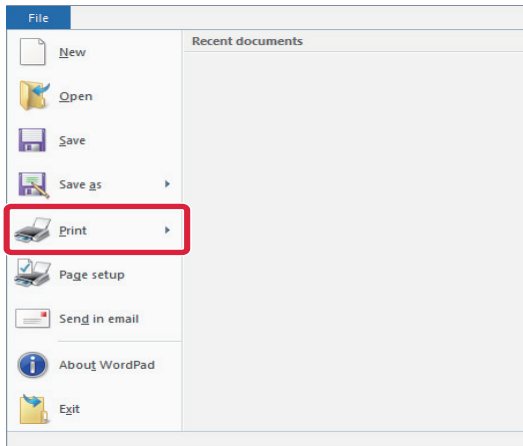 File
Recent documents
New
Open
Save
Save as
Print
Page setup
Send in email
About WordPad
Exit